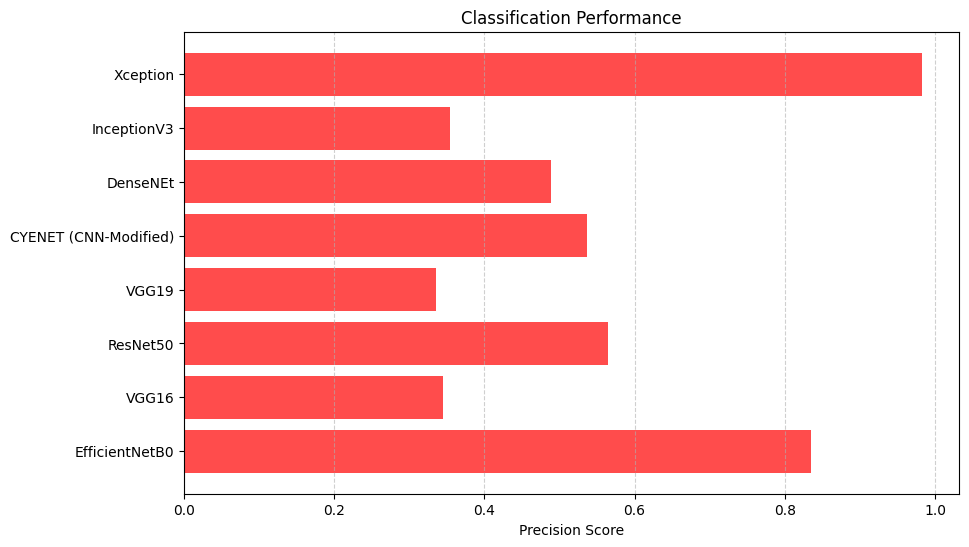 Classification Performance
Xception
InceptionV3
DenseNEt
CYENET (CNN-Modified)
VGG19
ResNet50
VGG16
EfficientNetB0
0.0 0.2 0.4 0.6 0.8 1.0
Precision Score